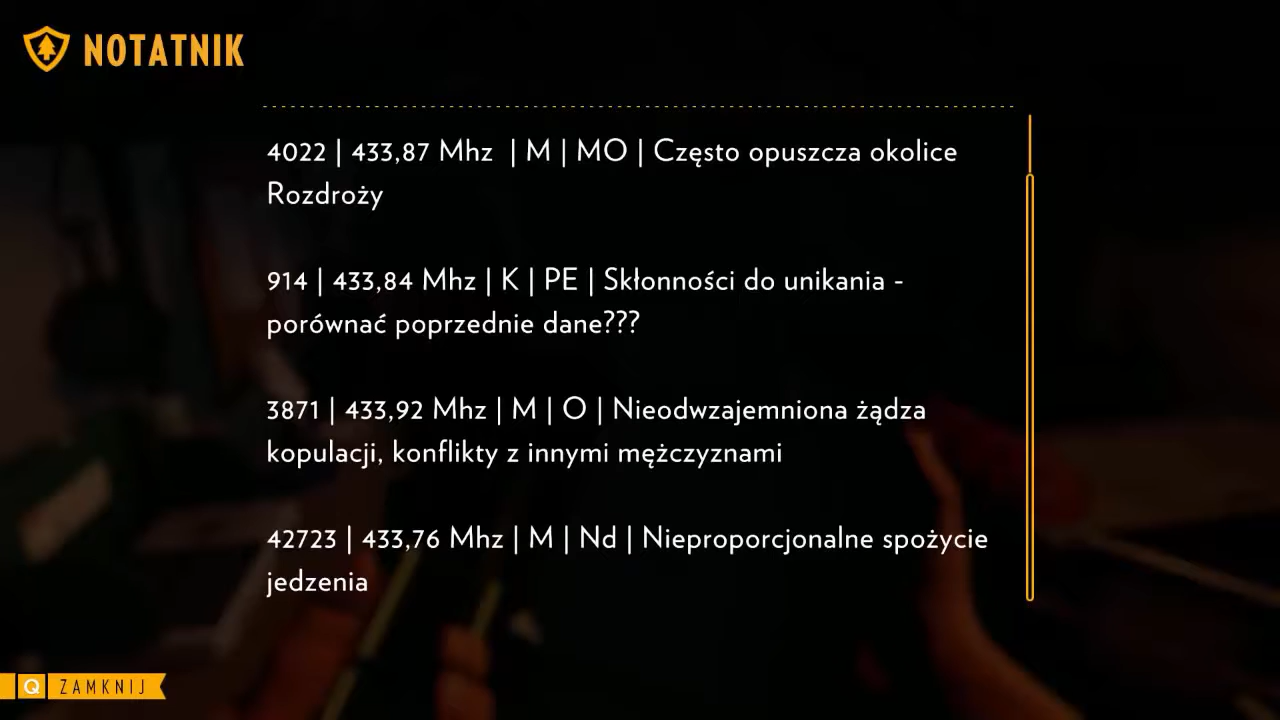 NOTATNIK
4022 | 433,87 Mhz | M | MO | Często opuszcza okolice
Rozdroży
914 | 433,84 Mhz | K | PE | Skłonności do unikania -
porównać poprzednie dane???
3871 | 433,92 Mhz | M | O | Nieodwzajemniona żądza
kopulacji, konflikty z innymi mężczyznami
42723 | 433,76 Mhz | M | Nd | Nieproporcjonalne spożycie
jedzenia
Q ZAMKNIJ